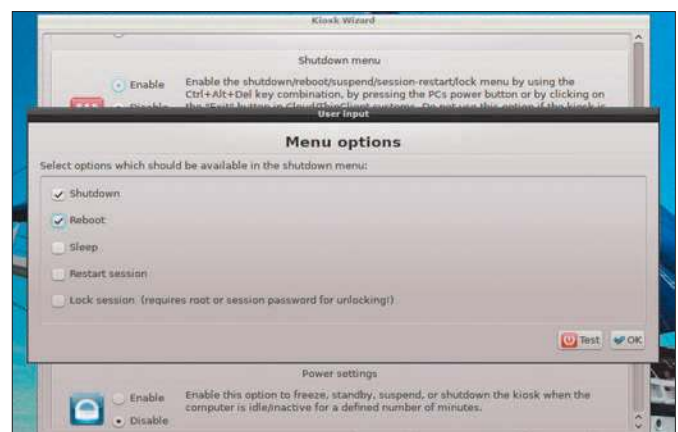 Kiosk Wizard
Shutdown menu
Enable
Enable the shutdown/reboot/suspend/session-restart/lock menu by using the
Ctrl+Alt+Del key combination, by pressing the PCs power button or by clicking on
User input
Menu options
Select options which should be available in the shutdown menu:
Shutdown
Reboot
Sleep
Restart session
Lock session (requires root or session password for unlocking!)
Test OK
Power settings
Enable
Enable this option to freeze, standby, suspend, or shutdown the kiosk when the
computer is idle/inactive for a defined number of minutes.
Disable